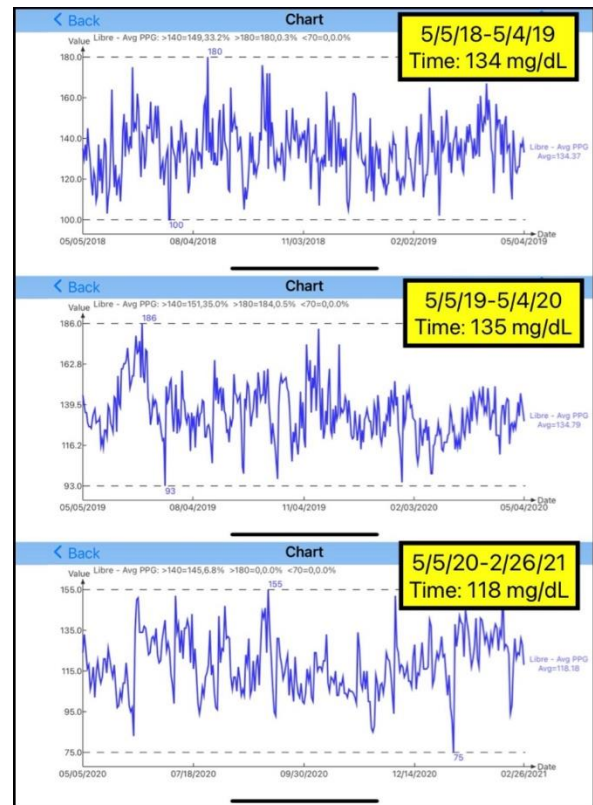 Back
Chart
5/5/18-5/4/19
Time: 134 mg/dL
Value
Libre - Avg PPG: >140=149,33.2% >180=180,0.3% <70=0,0.0%
180.0
180
160.0
140.0
120.0
100.0
100
Libre - Avg PPG
Avg=134.37
Date
05/05/2018
08/04/2018
11/03/2018
02/02/2019
05/04/2019
Back
Chart
5/5/19-5/4/20
Time: 135 mg/dL
Value
Libre - Avg PPG: >140=151,35.0% >180=184,0.5% <70=0,0.0%
186.0
186
162.8
139.5
116.2
93.0
93
Libre - Avg PPG
Avg=134.79
Date
05/05/2019
08/04/2019
11/04/2019
02/03/2020
05/04/2020
Back
Chart
5/5/20-2/26/21
Time: 118 mg/dL
Value
Libre - Avg PPG: >140=145,6.8% >180=0,0.0% <70=0,0.0%
155.0
155
135.0
115.0
95.0
75.0
75
Libre - Avg PPG
Avg=118.18
Date
05/05/2020
07/18/2020
09/30/2020
12/14/2020
02/26/2021